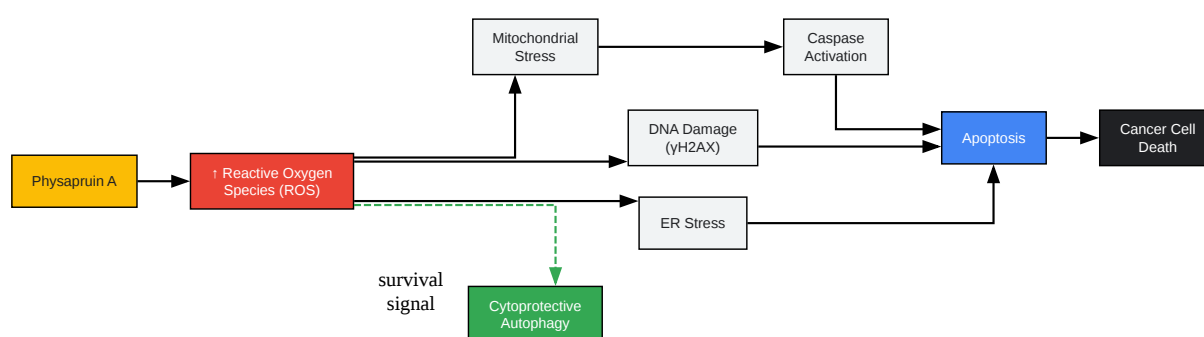 Mitochondrial
Stress
Caspase
Activation
DNA Damage
(γH2AX)
Apoptosis
Cancer Cell
Death
Physapruin A
↑ Reactive Oxygen
Species (ROS)
ER Stress
survival
signal
Cytoprotective
Autophagy